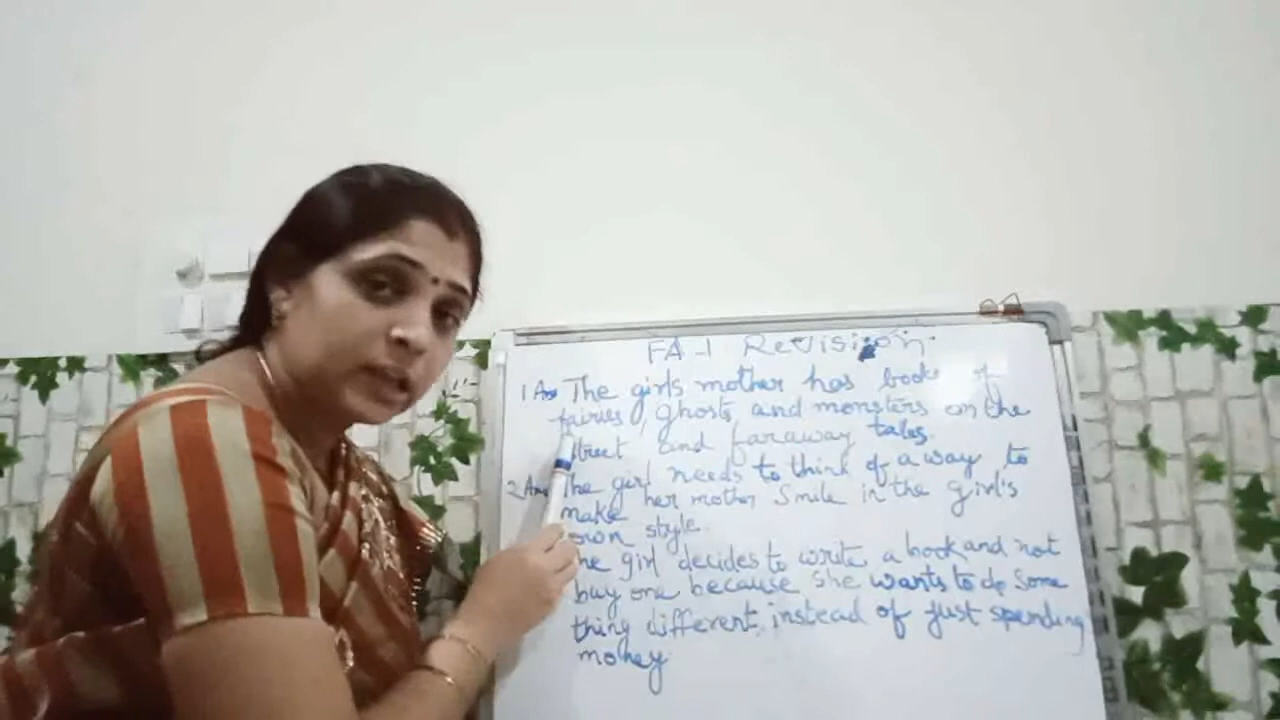 FA-1 Revision.
1 Ans The girls mother has books of
fairies, ghosts and monsters on the
street and faraway tales.
2 Ans The girl needs to think of a way to
make her mother smile in the girl's
own style.
he girl decides to write a book and not
buy one because she wants to do some
thing different, instead of just spending
money